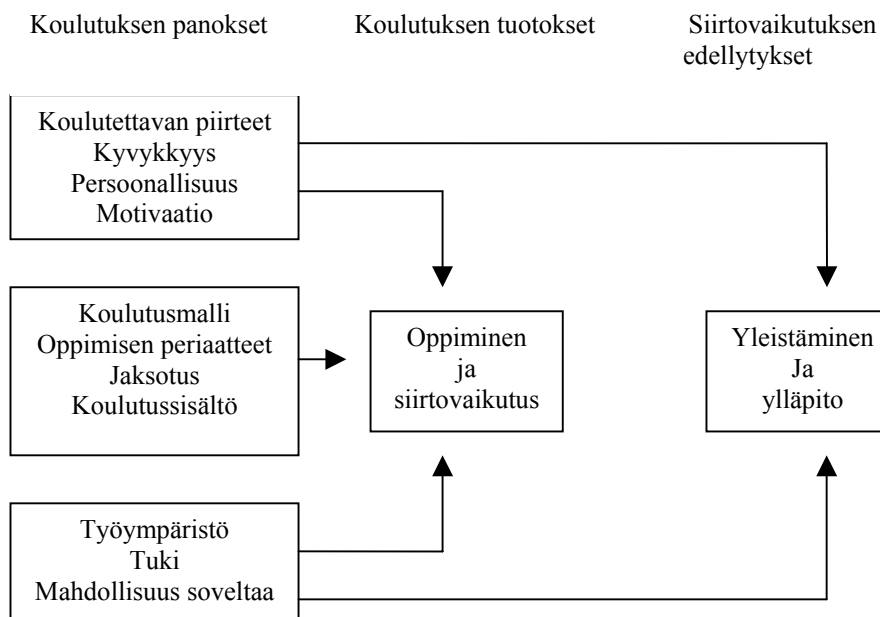 Koulutuksen panokset
Koulutuksen tuotokset
Siirtovaikutuksen
edellytykset
Koulutettavan piirteet
Kyvykkyys
Persoonallisuus
Motivaatio
Koulutusmalli
Oppimisen periaatteet
Jaksotus
Koulutussisältö
Oppiminen
ja
siirtovaikutus
Yleistäminen
Ja
ylläpito
Työympäristö
Tuki
Mahdollisuus soveltaa